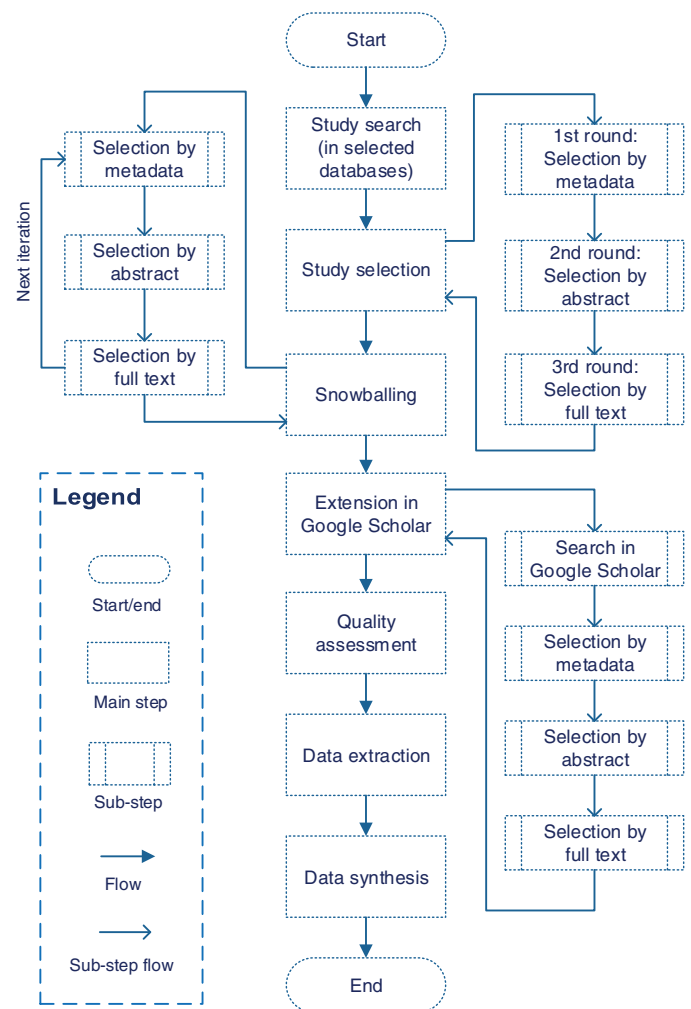 Start
Study search
(in selected
databases)
Study selection
1st round:
Selection by
metadata
2nd round:
Selection by
abstract
3rd round:
Selection by
full text
Snowballing
Selection by
metadata
Selection by
abstract
Selection by
full text
Next iteration
Extension in
Google Scholar
Search in
Google Scholar
Selection by
metadata
Selection by
abstract
Selection by
full text
Quality
assessment
Data extraction
Data synthesis
End
Legend
Start/end
Main step
Sub-step
Flow
Sub-step flow